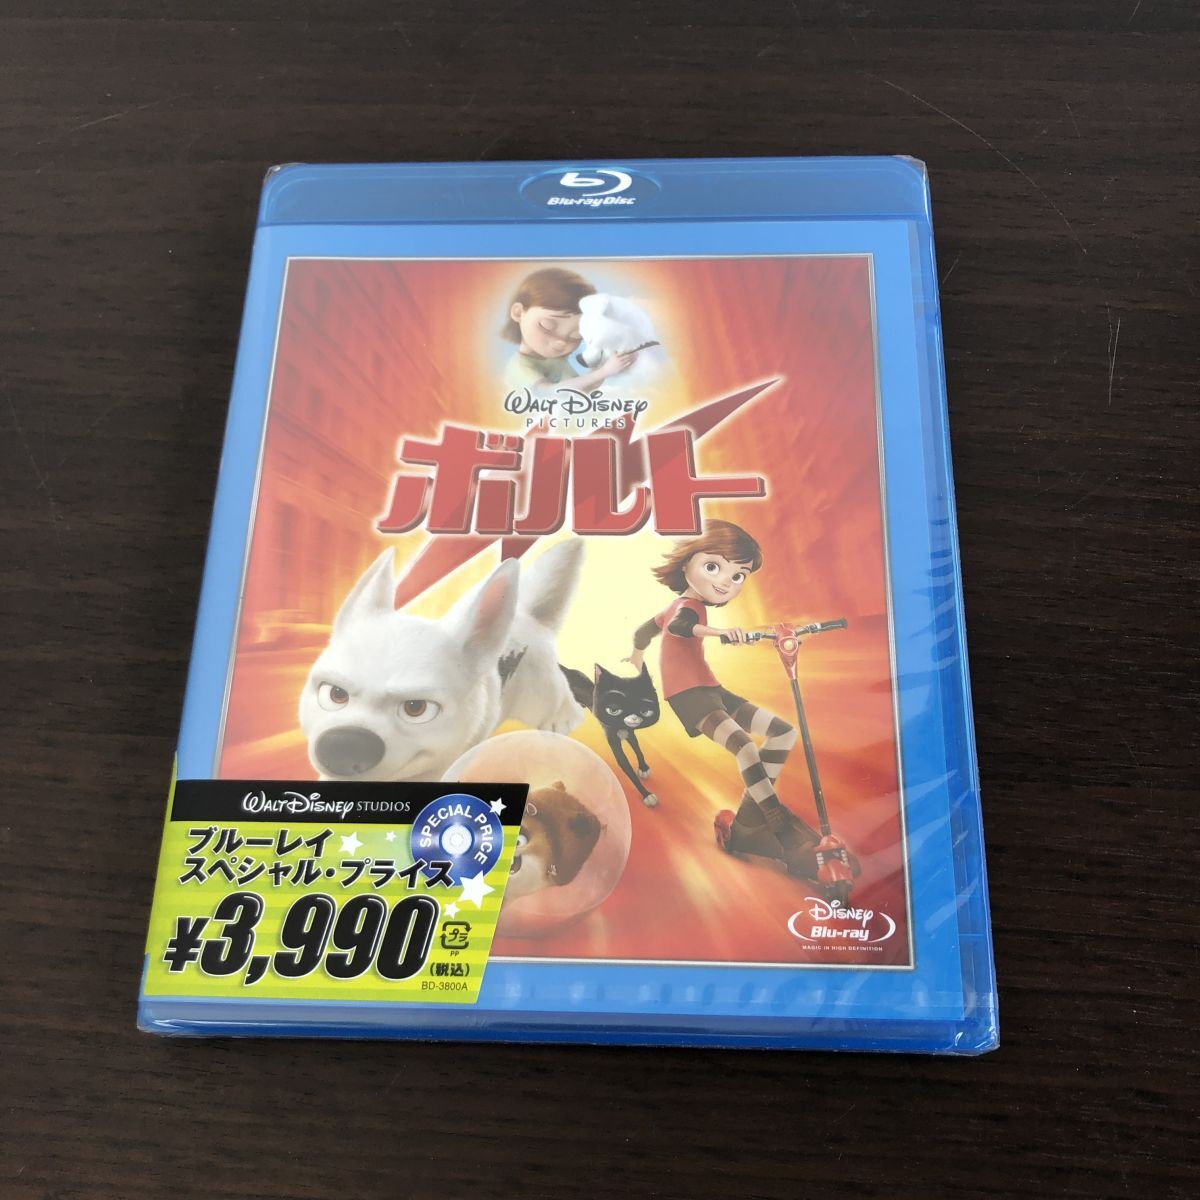 Blu-ray Disc
WALT DISNEY
PICTURES
ボルト
WALT DISNEY STUDIOS
SPECIAL PRICE
ブルーレイ
スペシャル・プライス
¥3,990
(税込)
プラ
PP
BD-3800A
DISNEY
Blu-ray
MAGIC IN HIGH DEFINITION